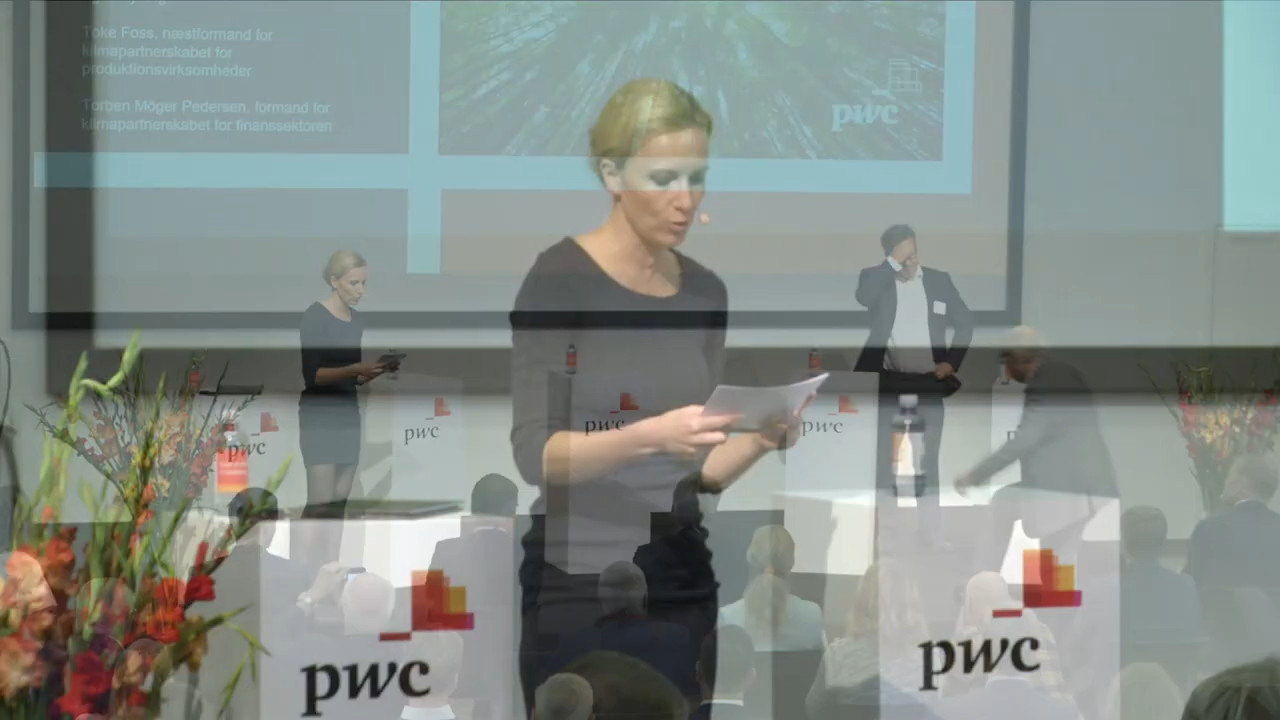 Toke Foss, næstformand for
klimapartnerskabet for
produktionsvirksomheder
Torben Möger Pedersen, formand for
klimapartnerskabet for finanssektoren
pwc
pwc
pwc
pwc
pwc
pwc
pwc